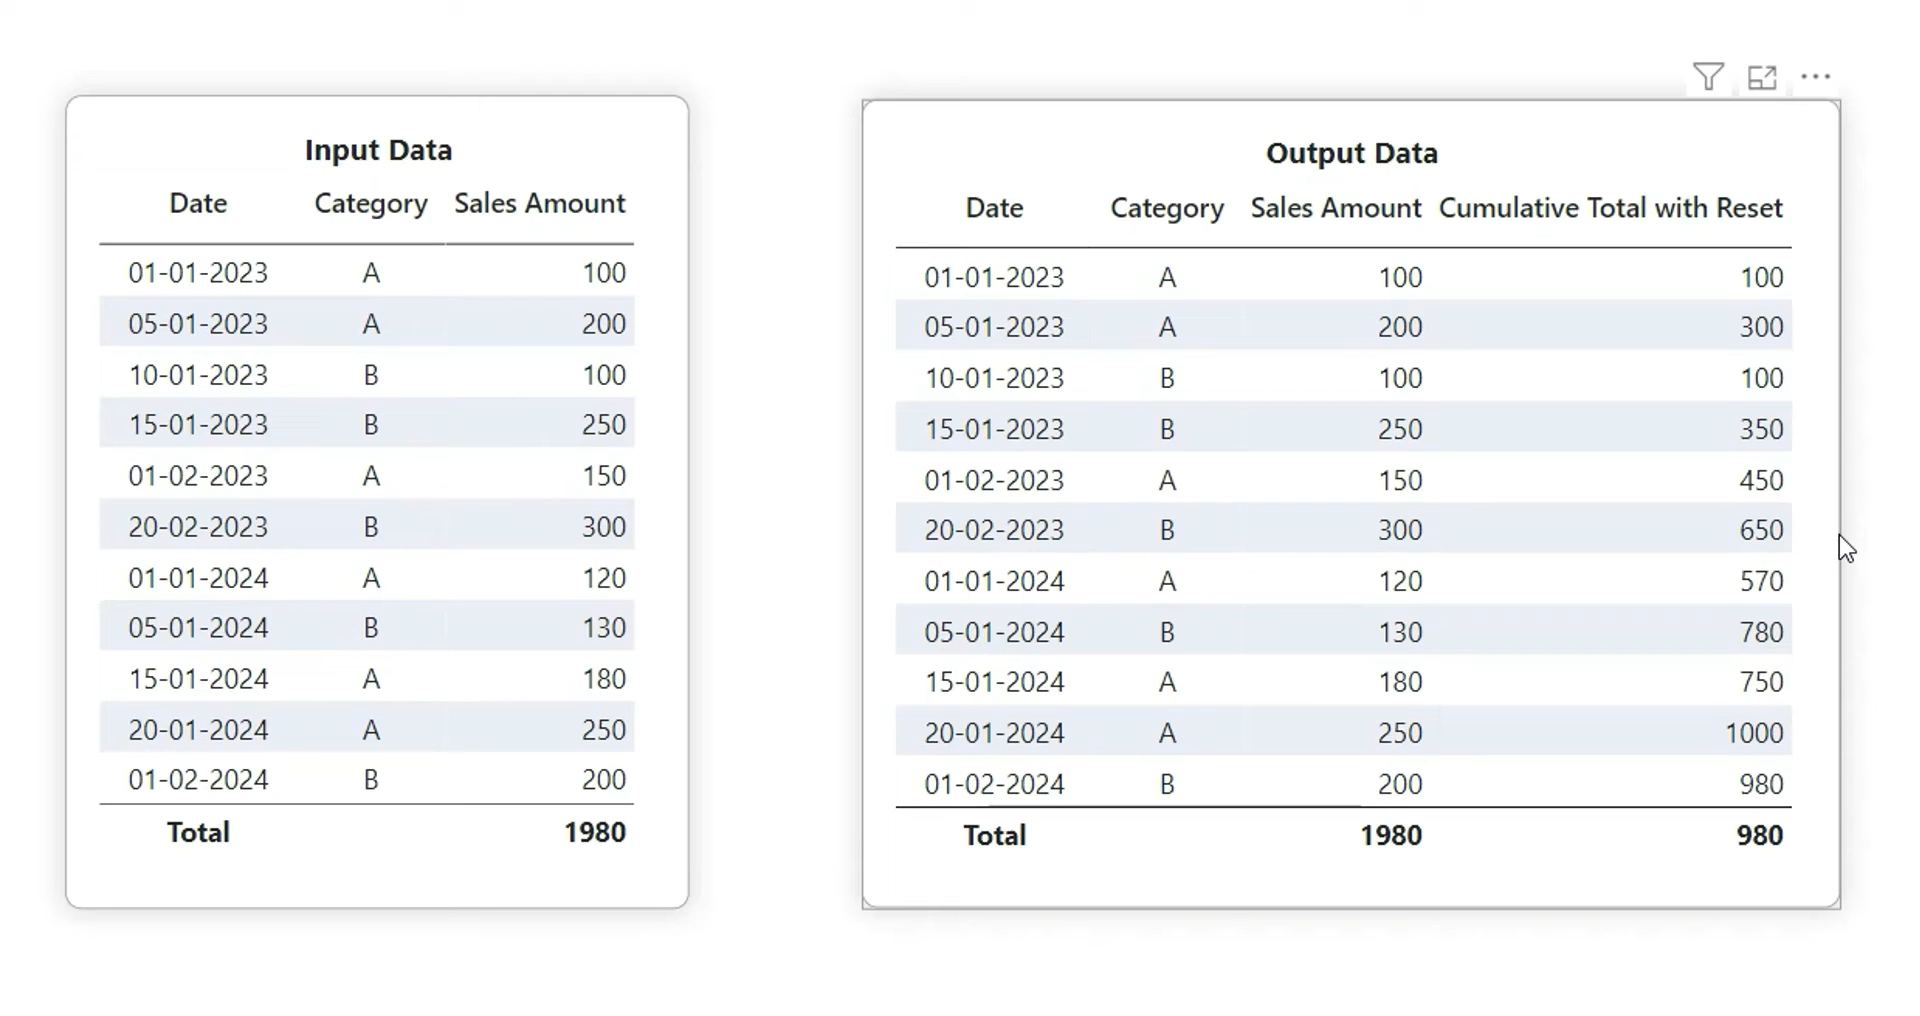 Input Data
Date Category Sales Amount
01-01-2023 A 100
05-01-2023 A 200
10-01-2023 B 100
15-01-2023 B 250
01-02-2023 A 150
20-02-2023 B 300
01-01-2024 A 120
05-01-2024 B 130
15-01-2024 A 180
20-01-2024 A 250
01-02-2024 B 200
Total 1980
Output Data
Date Category Sales Amount Cumulative Total with Reset
01-01-2023 A 100 100
05-01-2023 A 200 300
10-01-2023 B 100 100
15-01-2023 B 250 350
01-02-2023 A 150 450
20-02-2023 B 300 650
01-01-2024 A 120 570
05-01-2024 B 130 780
15-01-2024 A 180 750
20-01-2024 A 250 1000
01-02-2024 B 200 980
Total 1980 980